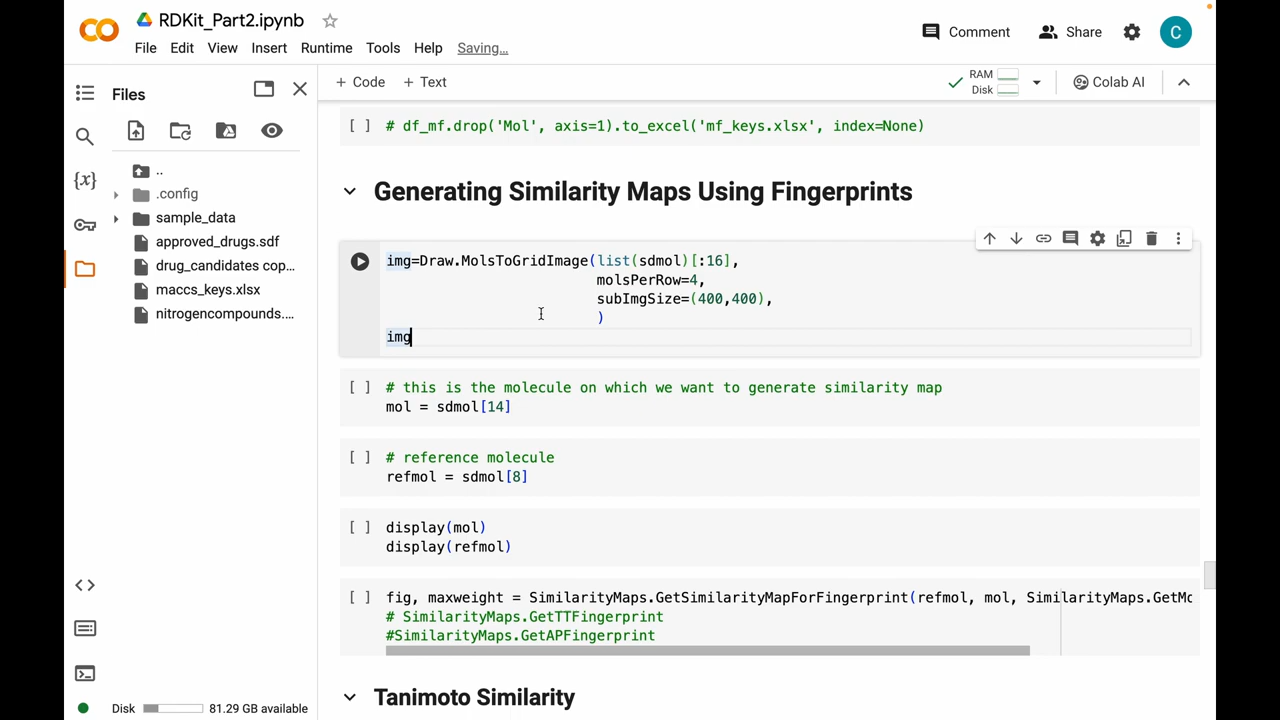 RDKit_Part2.ipynb
File Edit View Insert Runtime Tools Help Saving...
Comment Share C
Files
+ Code + Text
RAM
Disk
Colab AI
..
.config
sample_data
approved_drugs.sdf
drug_candidates cop...
maccs_keys.xlsx
nitrogencompounds....
{x}
[ ] # df_mf.drop('Mol', axis=1).to_excel('mf_keys.xlsx', index=None)
Generating Similarity Maps Using Fingerprints
img=Draw.MolsToGridImage(list(sdmol)[:16],
molsPerRow=4,
subImgSize=(400,400),
)
img
[ ] # this is the molecule on which we want to generate similarity map
mol = sdmol[14]
[ ] # reference molecule
refmol = sdmol[8]
[ ] display(mol)
display(refmol)
[ ] fig, maxweight = SimilarityMaps.GetSimilarityMapForFingerprint(refmol, mol, SimilarityMaps.GetMo
# SimilarityMaps.GetTTFingerprint
#SimilarityMaps.GetAPFingerprint
Tanimoto Similarity
Disk 81.29 GB available